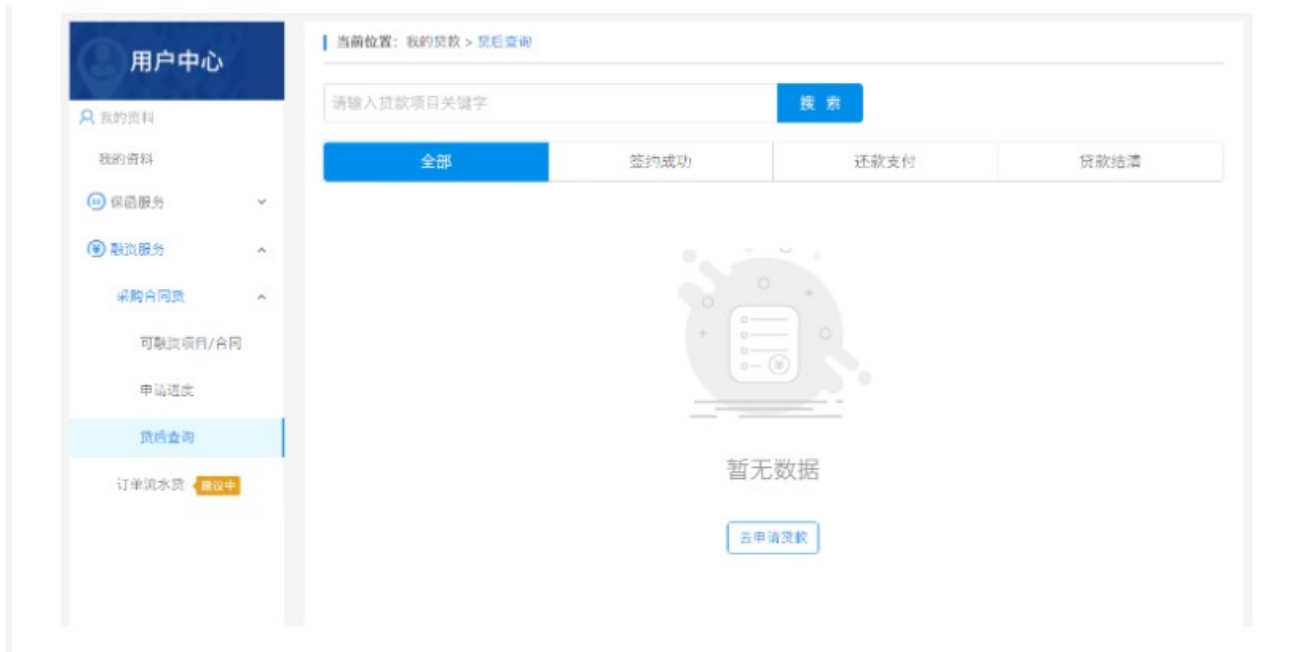 用户中心
我的资料
我的资料
保函服务
融资服务
采购合同贷
可融资项目/合同
申请进度
贷后查询
订单流水贷 建设中
当前位置：我的贷款 > 贷后查询
请输入贷款项目关键字
搜 索
全部
签约成功
还款支付
贷款结清
暂无数据
去申请贷款